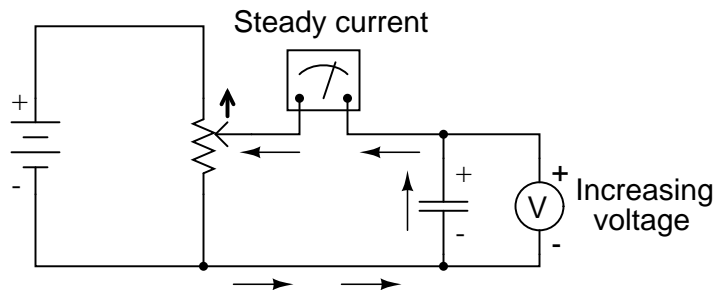 Steady current
+
-
+
-
V
+
-
Increasing
voltage